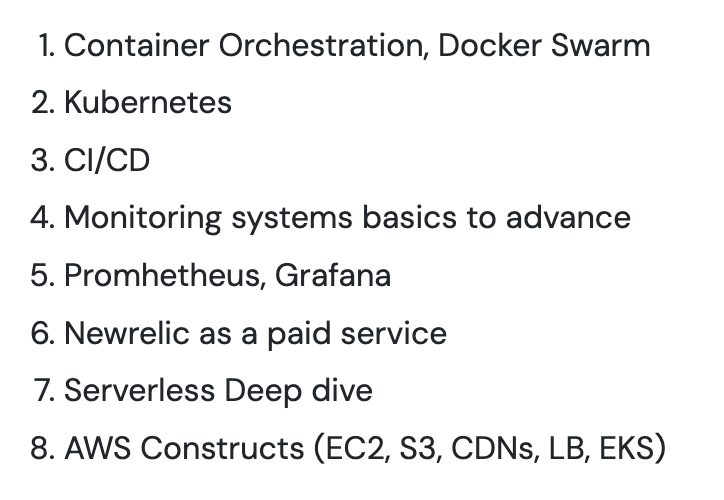 1. Container Orchestration, Docker Swarm
2. Kubernetes
3. CI/CD
4. Monitoring systems basics to advance
5. Promhetheus, Grafana
6. Newrelic as a paid service
7. Serverless Deep dive
8. AWS Constructs (EC2, S3, CDNs, LB, EKS)